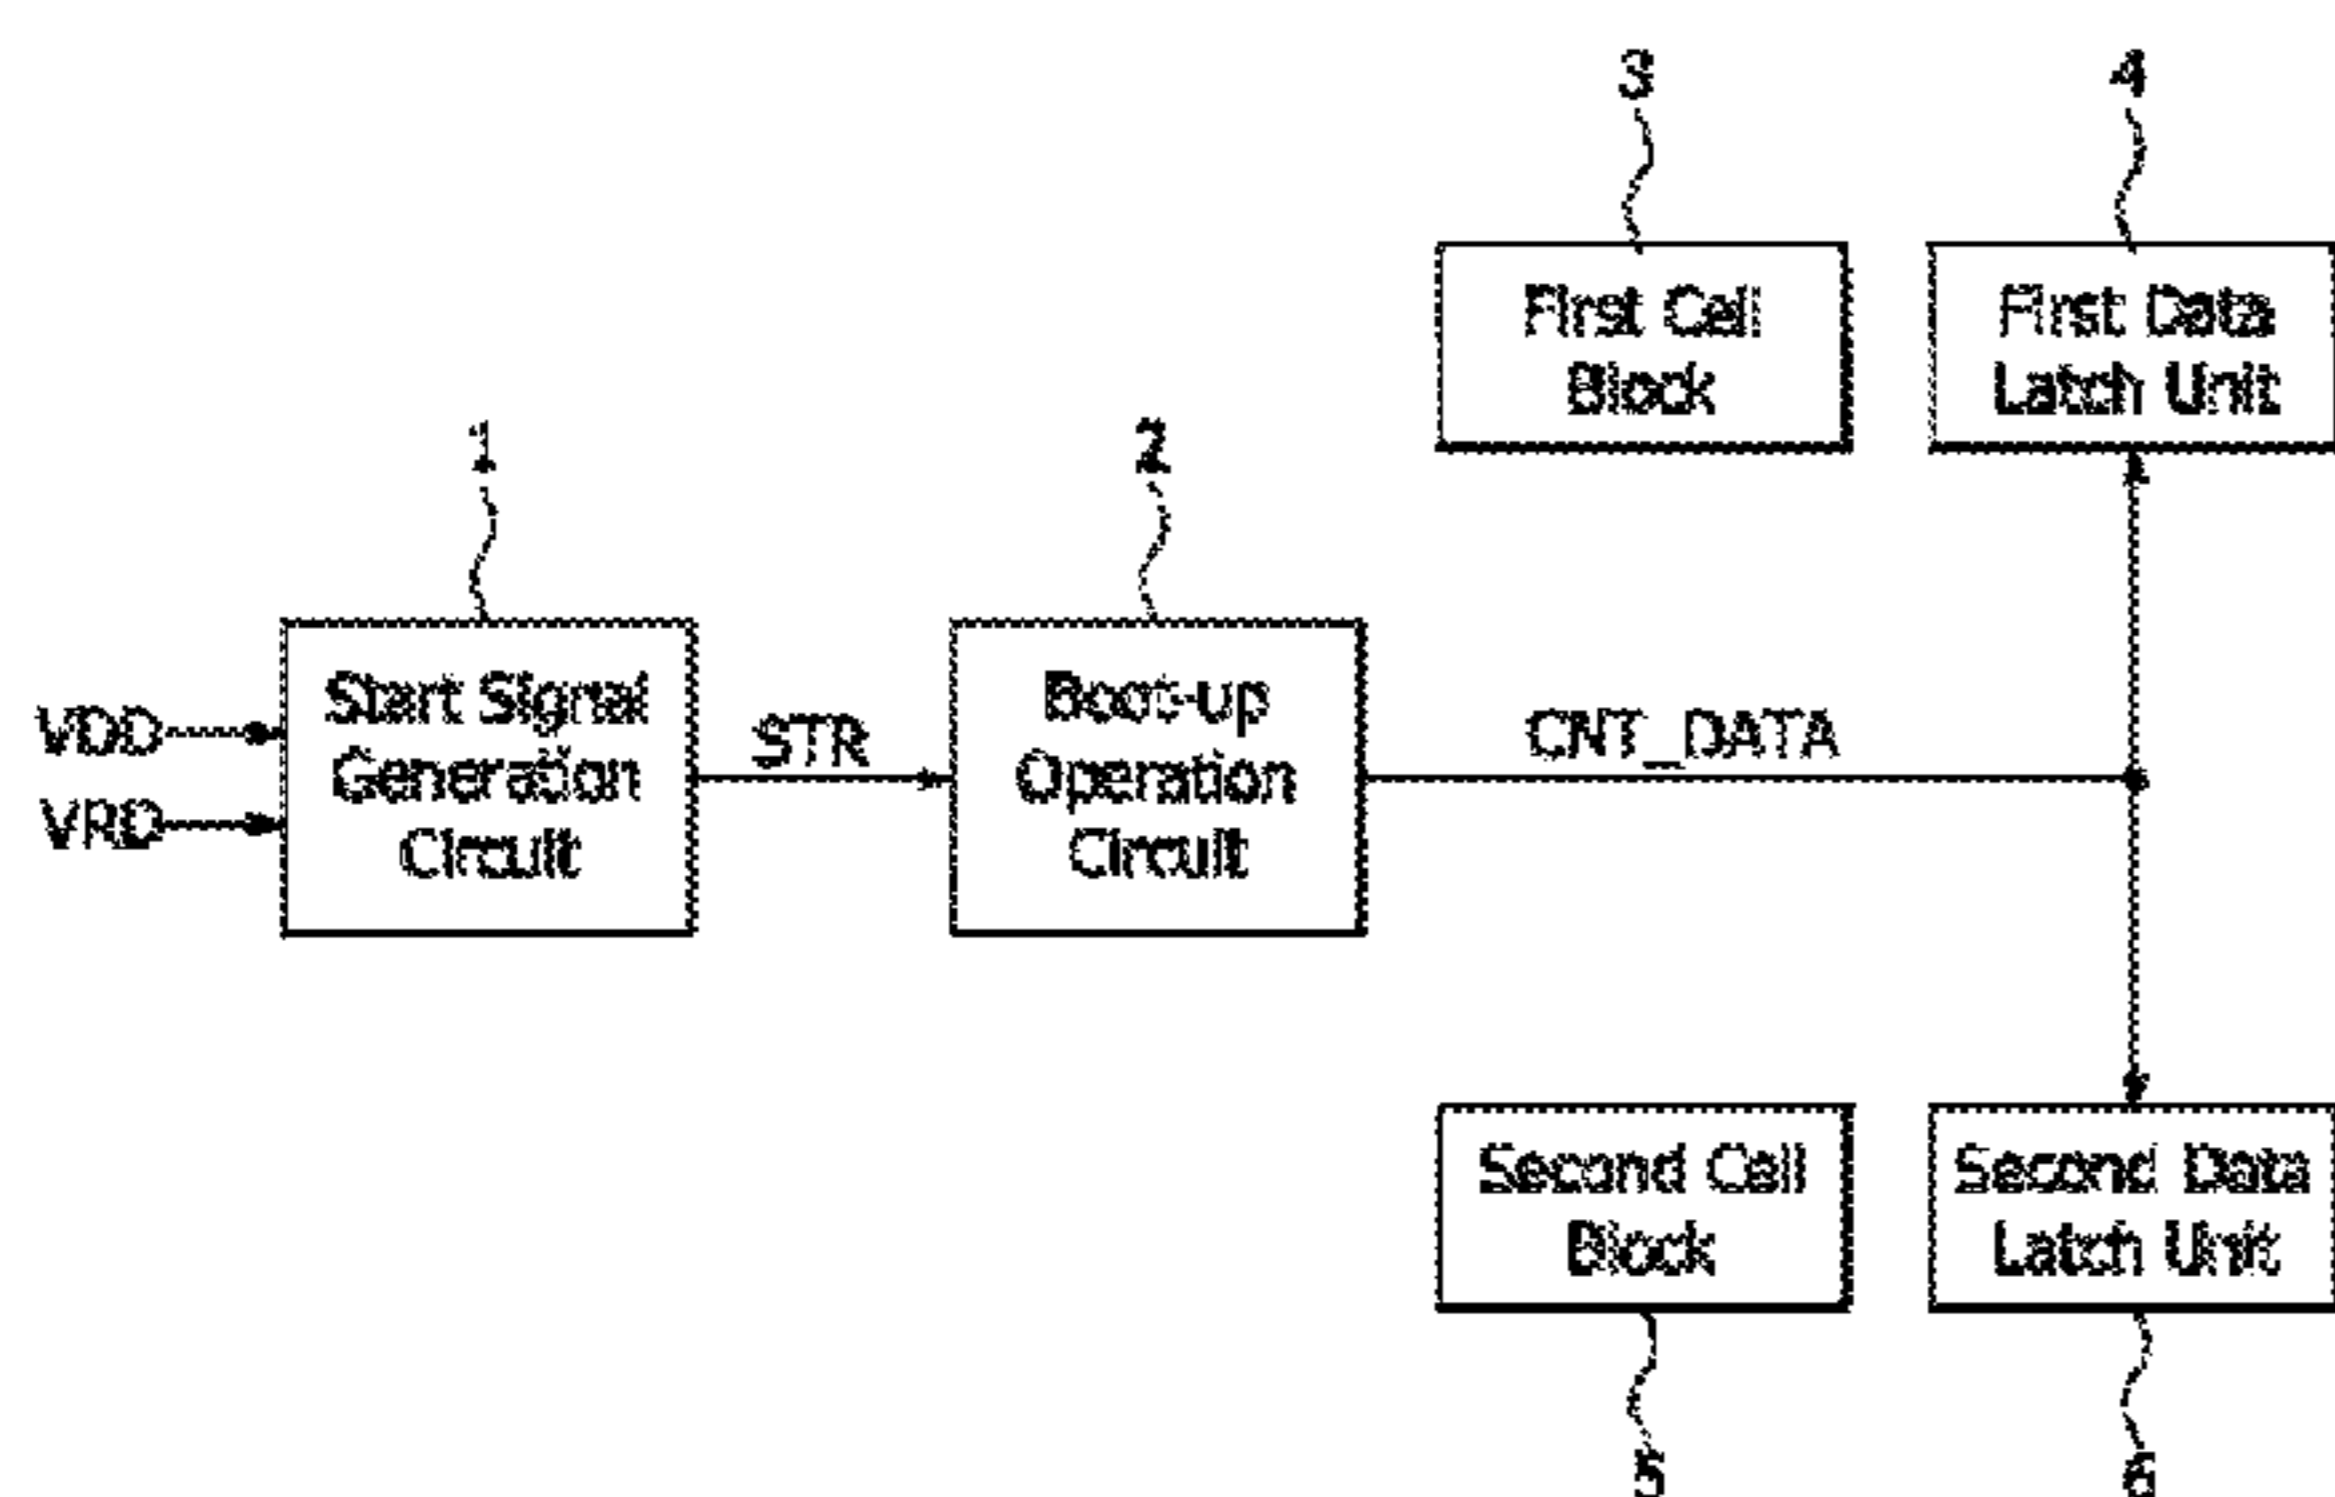 3
4
First Cell
Block
First Data
Latch Unit
1
2
VDD
VRD
Start Signal
Generation
Circuit
STR
Boot-up
Operation
Circuit
CNT_DATA
Second Cell
Block
Second Data
Latch Unit
5
6